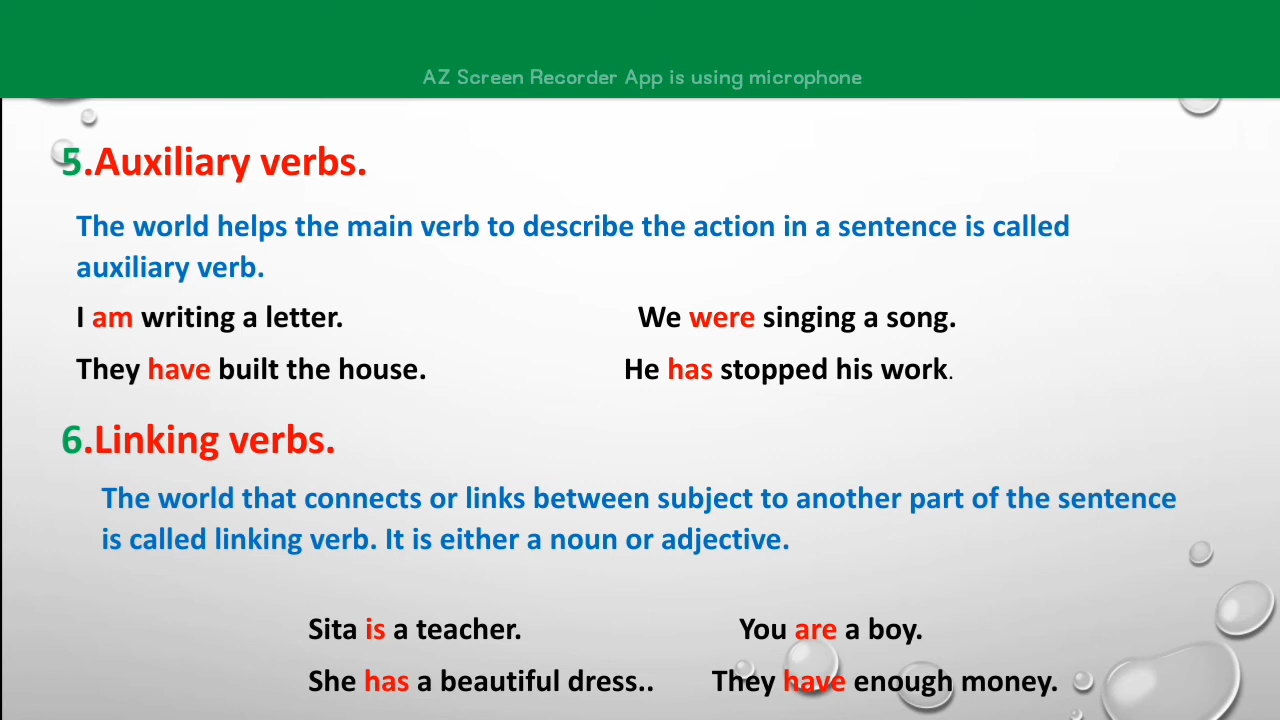 AZ Screen Recorder App is using microphone
5.Auxiliary verbs.
The world helps the main verb to describe the action in a sentence is called
auxiliary verb.
I am writing a letter. We were singing a song.
They have built the house. He has stopped his work.
6.Linking verbs.
The world that connects or links between subject to another part of the sentence
is called linking verb. It is either a noun or adjective.
Sita is a teacher. You are a boy.
She has a beautiful dress.. They have enough money.